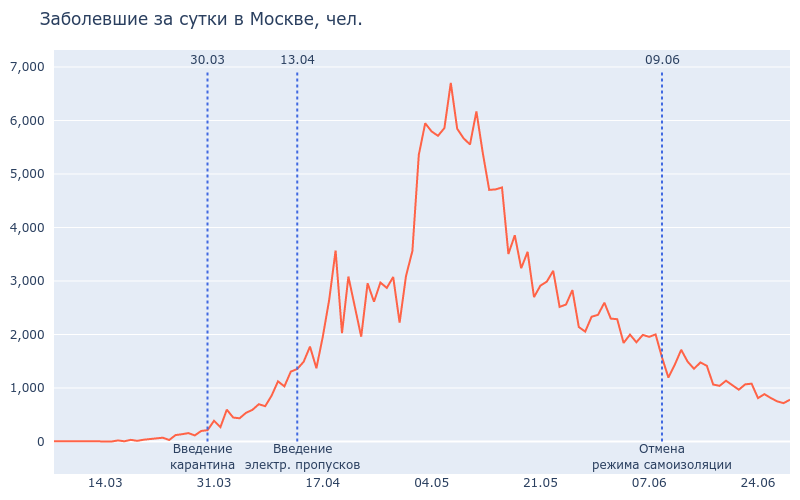 Заболевшие за сутки в Москве, чел.
30.03 13.04 09.06
7,000
6,000
5,000
4,000
3,000
2,000
1,000
0
Введение Введение Отмена
карантина электр. пропусков режима самоизоляции
14.03 31.03 17.04 04.05 21.05 07.06 24.06